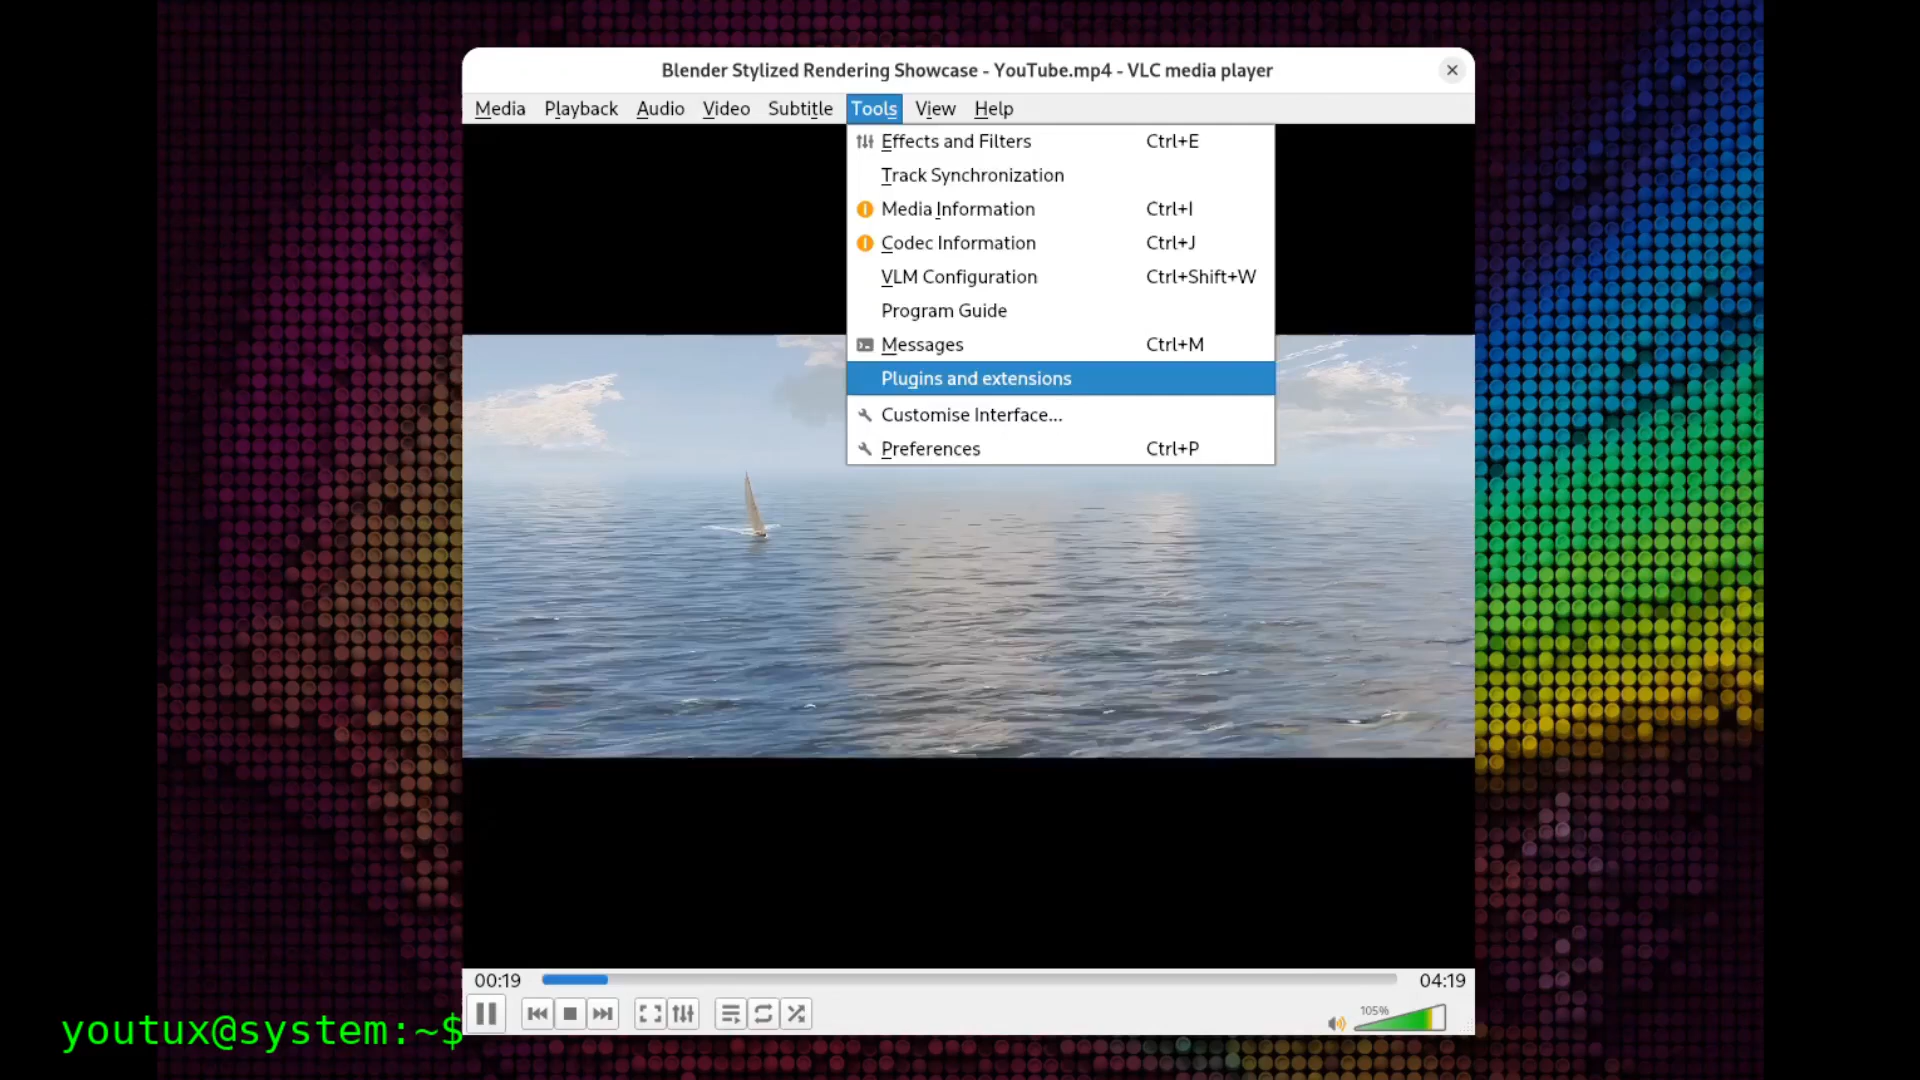 Blender Stylized Rendering Showcase - YouTube.mp4 - VLC media player
Media Playback Audio Video Subtitle Tools View Help
Effects and Filters Ctrl+E
Track Synchronization
Media Information Ctrl+I
Codec Information Ctrl+J
VLM Configuration Ctrl+Shift+W
Program Guide
Messages Ctrl+M
Plugins and extensions
Customise Interface...
Preferences Ctrl+P
00:19 04:19
105%
youtux@system:~$